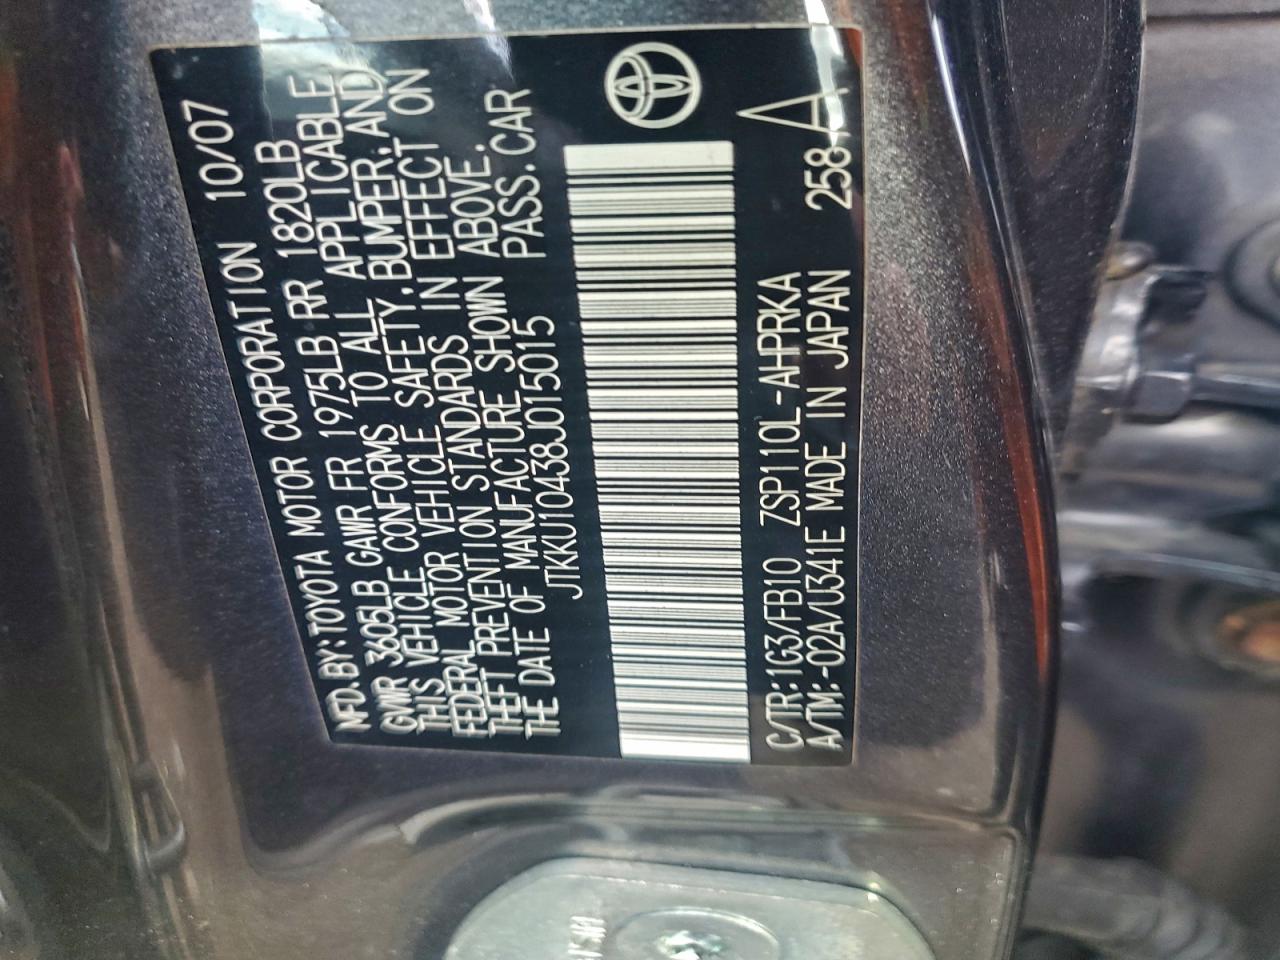 MFD.BY:TOYOTA MOTOR CORPORATION 10/07
GVWR 3605LB GAWR FR 1975LB RR 1820LB
THIS VEHICLE CONFORMS TO ALL APPLICABLE
FEDERAL MOTOR VEHICLE SAFETY,BUMPER,AND
THEFT PREVENTION STANDARDS IN EFFECT ON
THE DATE OF MANUFACTURE SHOWN ABOVE.
JTKKU10438J015015 PASS.CAR
C/TR:1G3/FB10 ZSP110L-AHPRKA
A/TM:-02A/U341E MADE IN JAPAN 258A